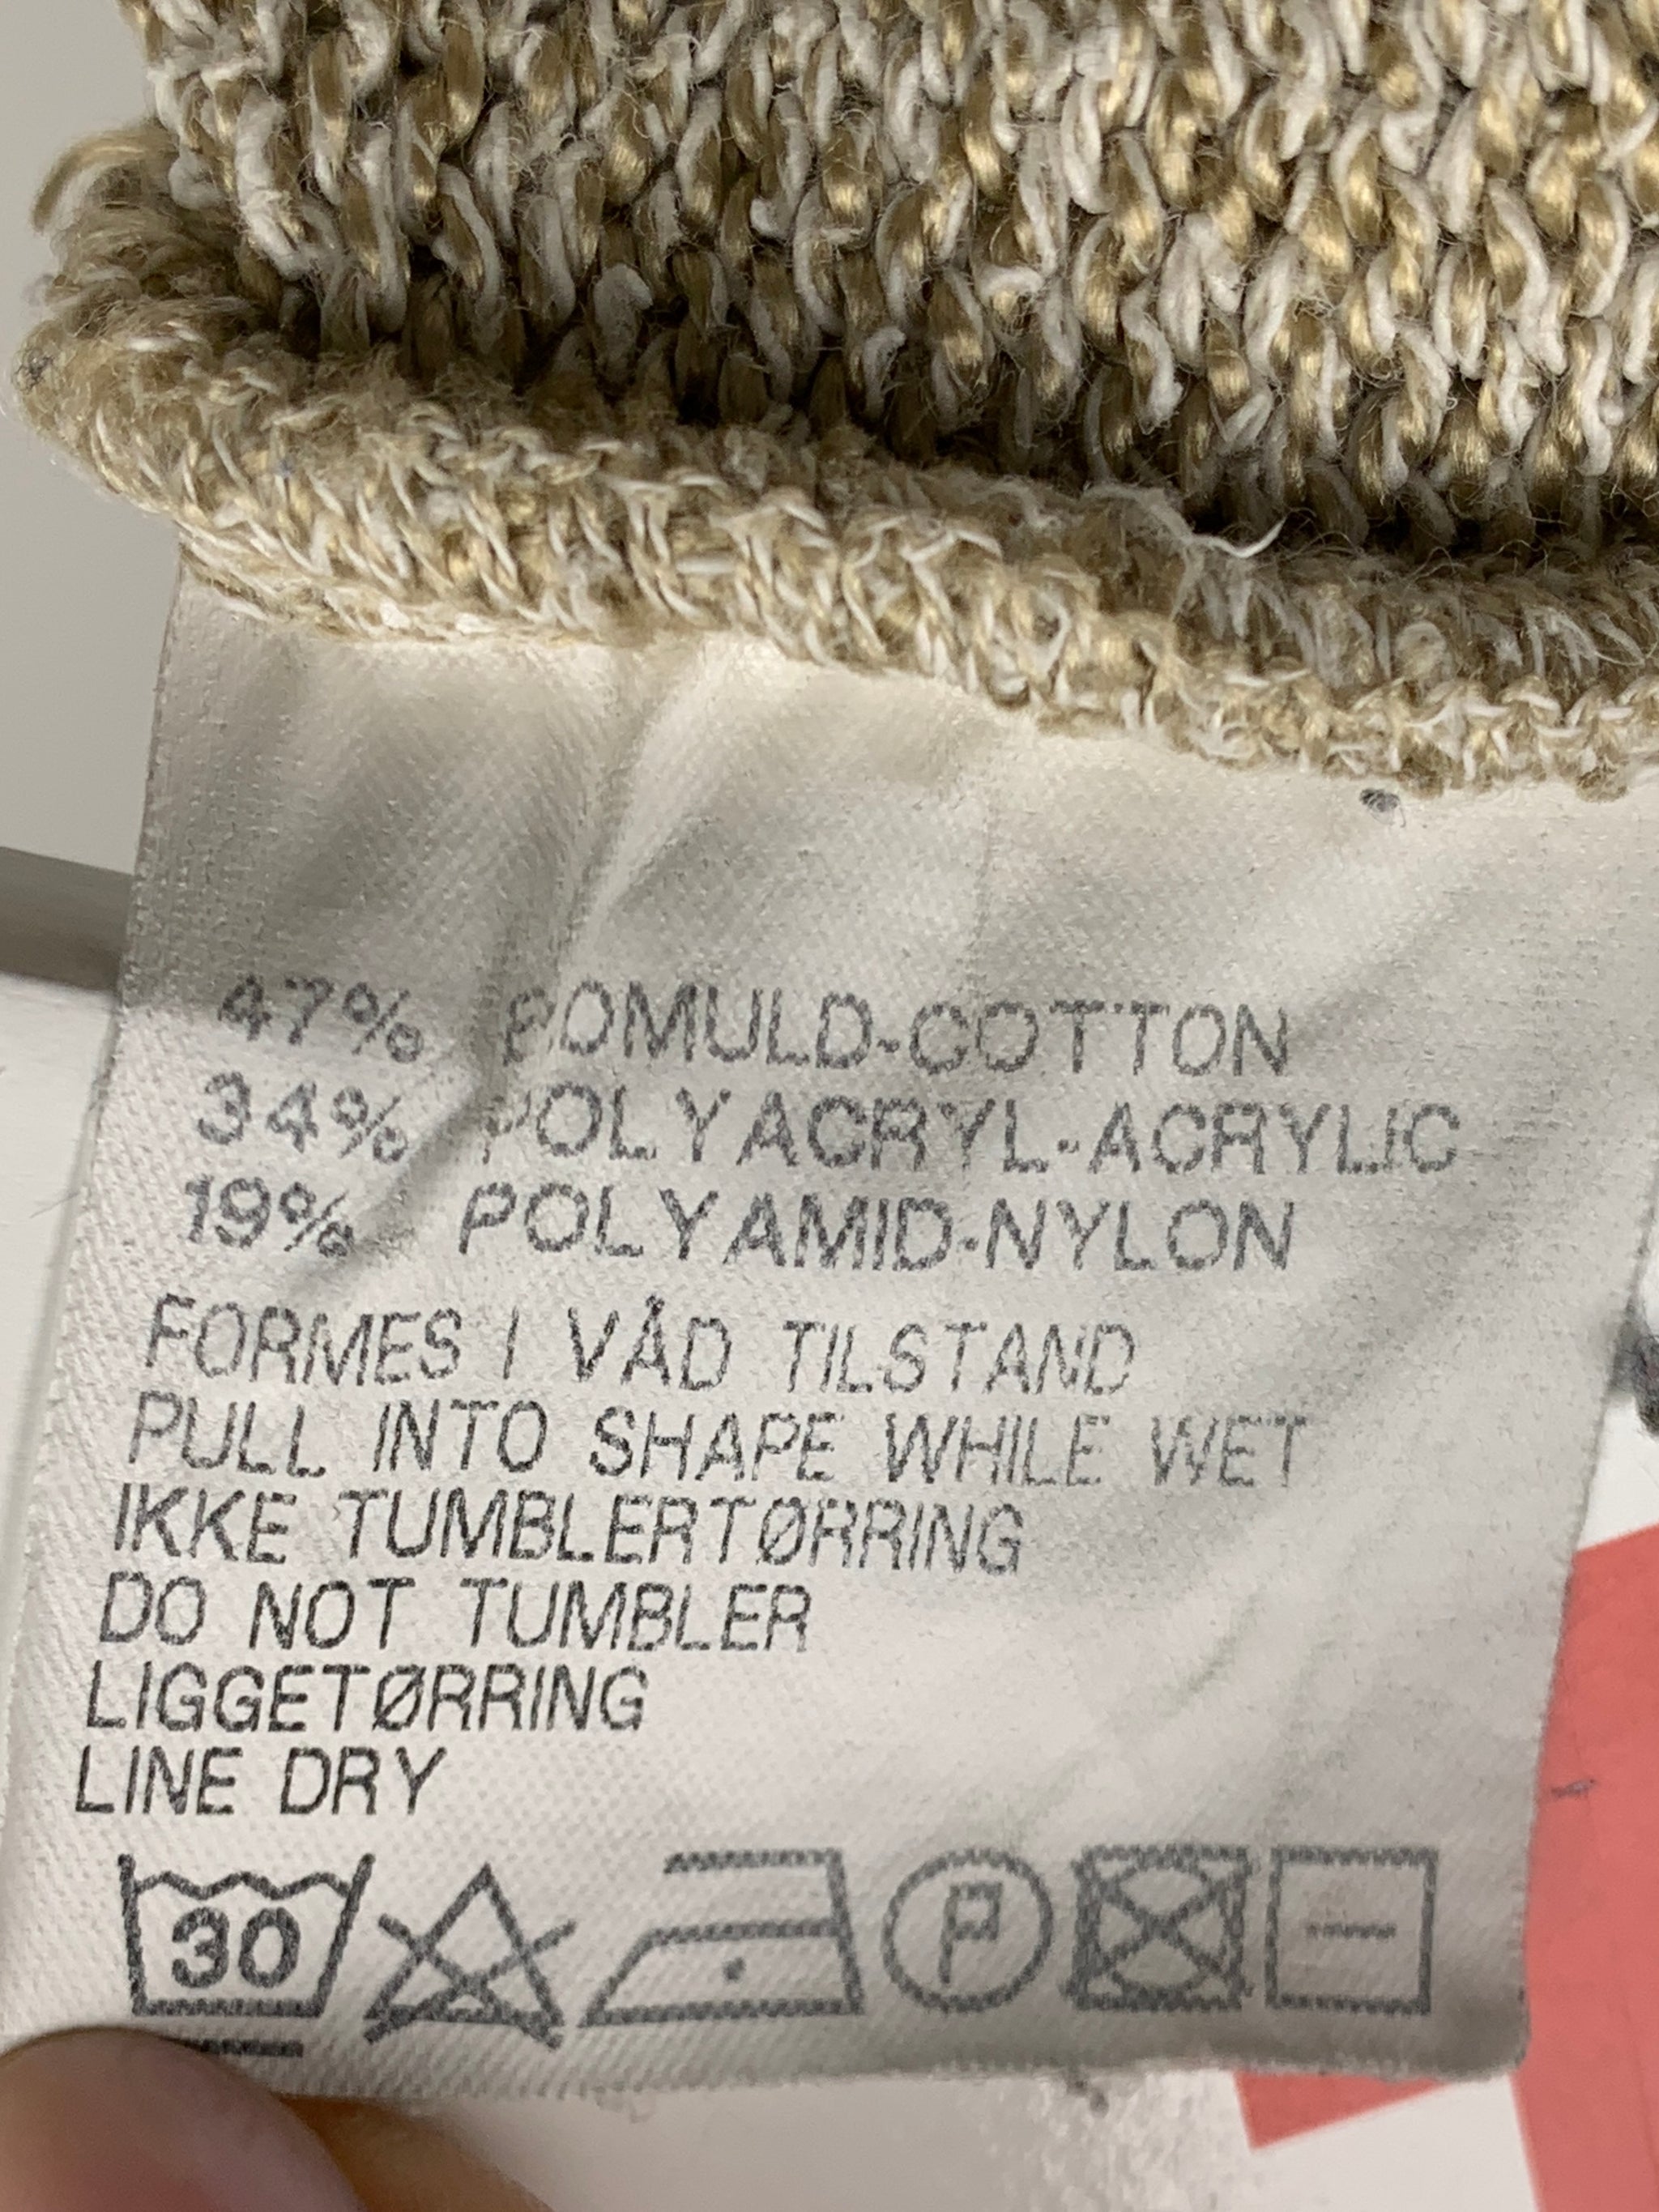 47% BOMULD-COTTON
34% POLYACRYL-ACRYLIC
19% POLYAMID-NYLON
FORMES I VÅD TILSTAND
PULL INTO SHAPE WHILE WET
IKKE TUMBLERTØRRING
DO NOT TUMBLER
LIGGETØRRING
LINE DRY
30 P